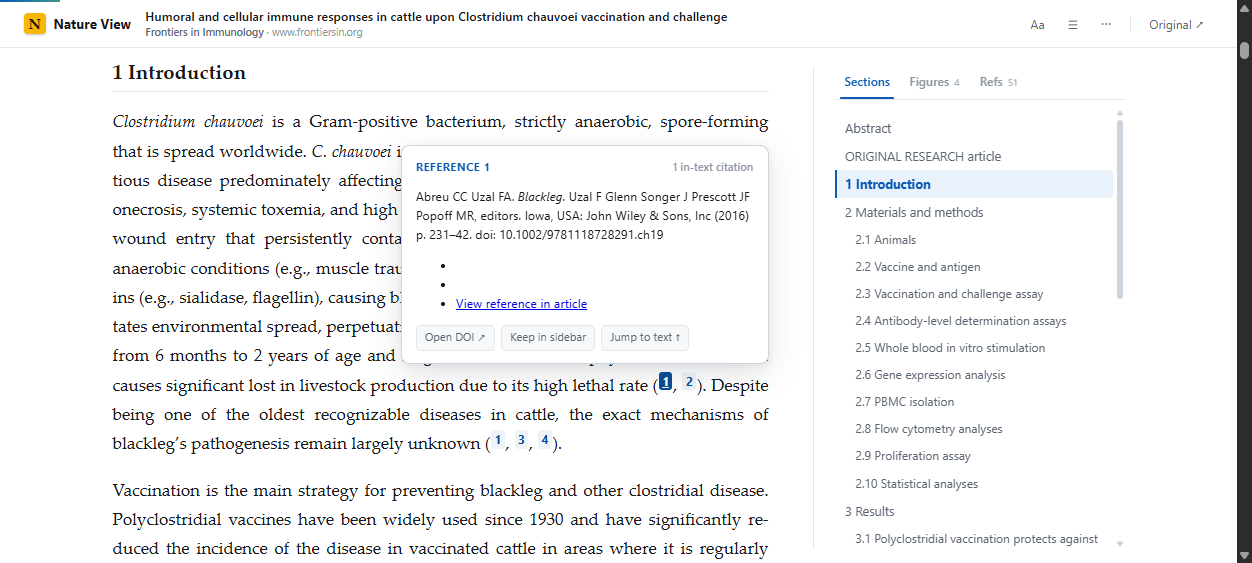 N Nature View
Humoral and cellular immune responses in cattle upon Clostridium chauvoei vaccination and challenge
Frontiers in Immunology · www.frontiersin.org
Aa
Original ↗
1 Introduction
Clostridium chauvoei is a Gram-positive bacterium, strictly anaerobic, spore-forming
that is spread worldwide. C. chauvoei
tious disease predominately affecting
onecrosis, systemic toxemia, and high
wound entry that persistently conta
anaerobic conditions (e.g., muscle trau
ins (e.g., sialidase, flagellin), causing bl
tates environmental spread, perpetuati
from 6 months to 2 years of age and
causes significant lost in livestock production due to its high lethal rate (1, 2). Despite
being one of the oldest recognizable diseases in cattle, the exact mechanisms of
blackleg’s pathogenesis remain largely unknown (1, 3, 4).
Vaccination is the main strategy for preventing blackleg and other clostridial disease.
Polyclostridial vaccines have been widely used since 1930 and have significantly re-
duced the incidence of the disease in vaccinated cattle in areas where it is regularly
REFERENCE 1
1 in-text citation
Abreu CC Uzal FA. Blackleg. Uzal F Glenn Songer J Prescott JF
Popoff MR, editors. Iowa, USA: John Wiley & Sons, Inc (2016)
p. 231–42. doi: 10.1002/9781118728291.ch19
View reference in article
Open DOI ↗
Keep in sidebar
Jump to text ↑
Sections
Figures 4
Refs 51
Abstract
ORIGINAL RESEARCH article
1 Introduction
2 Materials and methods
2.1 Animals
2.2 Vaccine and antigen
2.3 Vaccination and challenge assay
2.4 Antibody-level determination assays
2.5 Whole blood in vitro stimulation
2.6 Gene expression analysis
2.7 PBMC isolation
2.8 Flow cytometry analyses
2.9 Proliferation assay
2.10 Statistical analyses
3 Results
3.1 Polyclostridial vaccination protects against